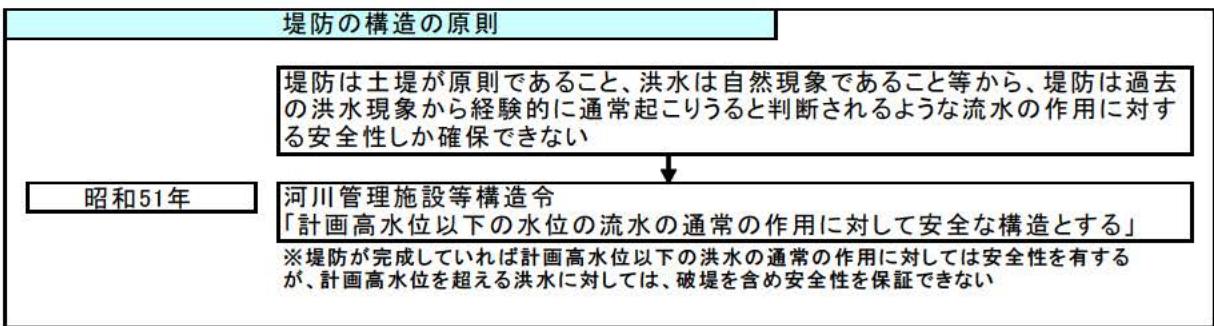 堤防の構造の原則
堤防は土堤が原則であること、洪水は自然現象であること等から、堤防は過去
の洪水現象から経験的に通常起こりうると判断されるような流水の作用に対す
る安全性しか確保できない
昭和51年
河川管理施設等構造令
「計画高水位以下の水位の流水の通常の作用に対して安全な構造とする」
※堤防が完成していれば計画高水位以下の洪水の通常の作用に対しては安全性を有する
が、計画高水位を超える洪水に対しては、破堤を含め安全性を保証できない